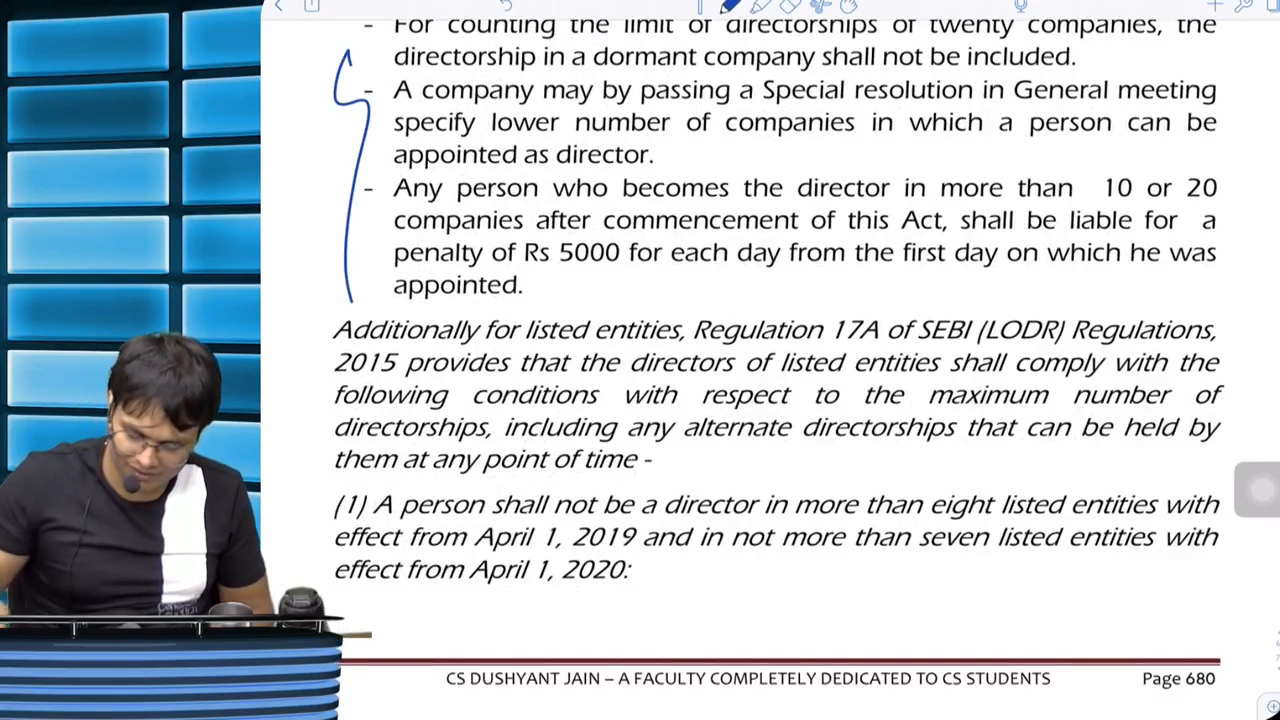 - For counting the limit of directorships of twenty companies, the
directorship in a dormant company shall not be included.
- A company may by passing a Special resolution in General meeting
specify lower number of companies in which a person can be
appointed as director.
- Any person who becomes the director in more than 10 or 20
companies after commencement of this Act, shall be liable for a
penalty of Rs 5000 for each day from the first day on which he was
appointed.
Additionally for listed entities, Regulation 17A of SEBI (LODR) Regulations,
2015 provides that the directors of listed entities shall comply with the
following conditions with respect to the maximum number of
directorships, including any alternate directorships that can be held by
them at any point of time -
(1) A person shall not be a director in more than eight listed entities with
effect from April 1, 2019 and in not more than seven listed entities with
effect from April 1, 2020:
CS DUSHYANT JAIN – A FACULTY COMPLETELY DEDICATED TO CS STUDENTS Page 680